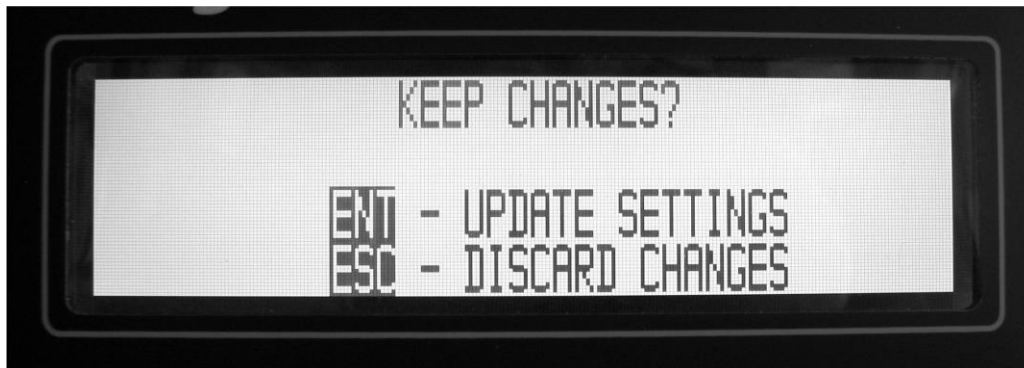 KEEP CHANGES?
ENT - UPDATE SETTINGS
ESC - DISCARD CHANGES